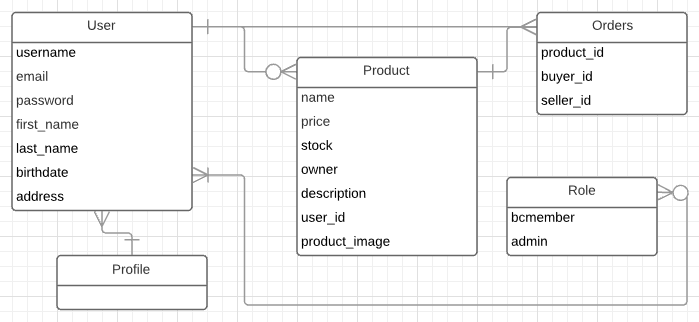 User
username
email
password
first_name
last_name
birthdate
address
Product
name
price
stock
owner
description
user_id
product_image
Orders
product_id
buyer_id
seller_id
Role
bcmember
admin
Profile